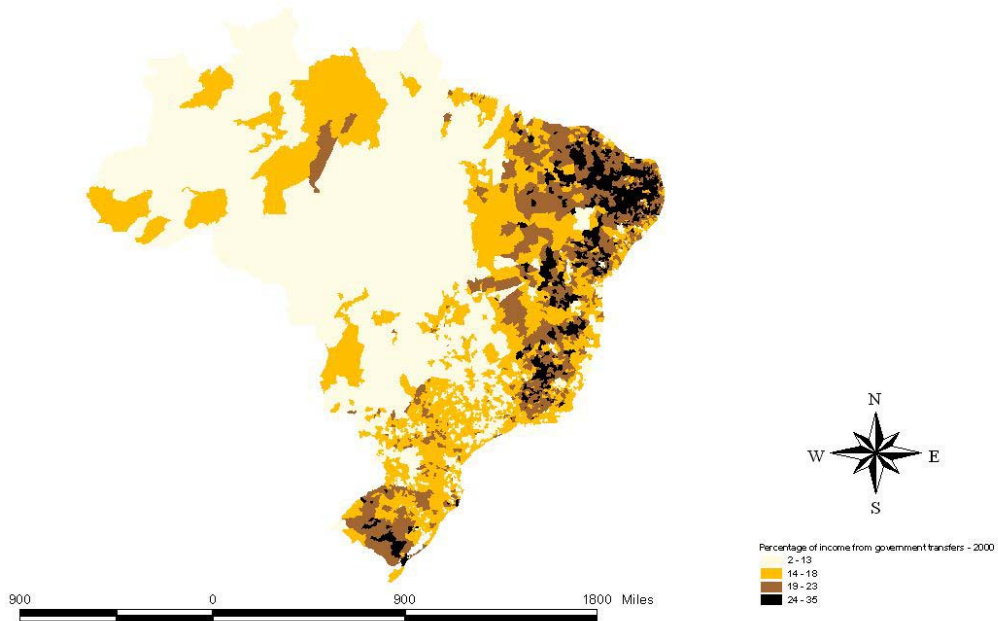 N
W E
S
Percentage of income from government transfers - 2000
2 - 13
14 - 18
19 - 23
24 - 35
900 0 900 1800 Miles